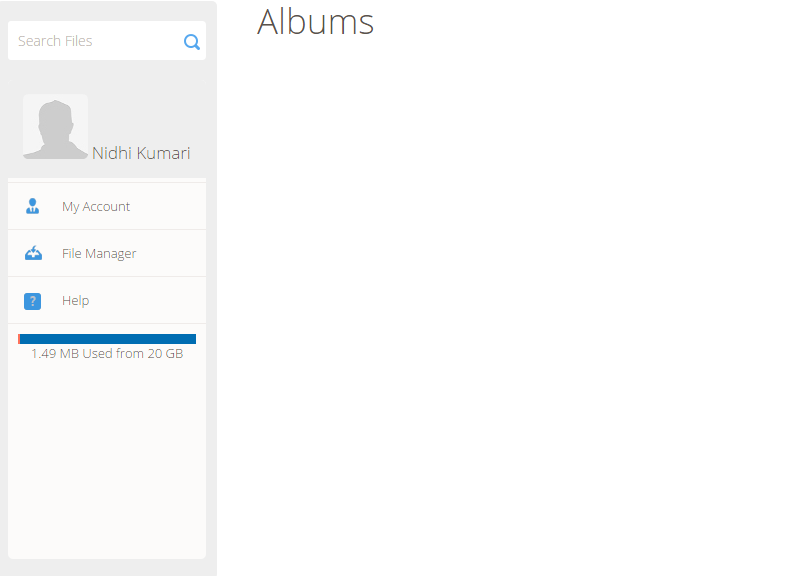 Search Files
Albums
Nidhi Kumari
My Account
File Manager
?
Help
1.49 MB Used from 20 GB